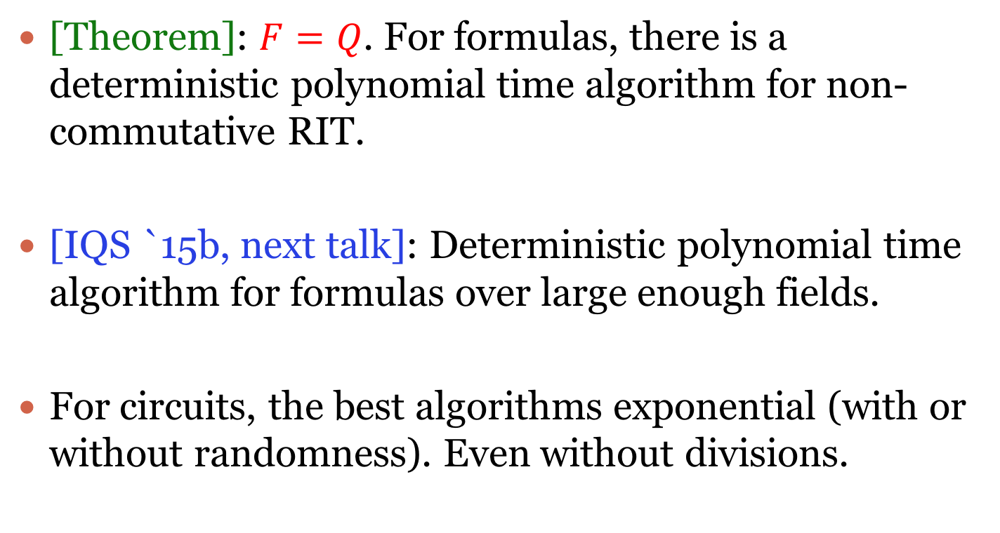 • [Theorem]: F = Q. For formulas, there is a
deterministic polynomial time algorithm for non-
commutative RIT.
• [IQS `15b, next talk]: Deterministic polynomial time
algorithm for formulas over large enough fields.
• For circuits, the best algorithms exponential (with or
without randomness). Even without divisions.